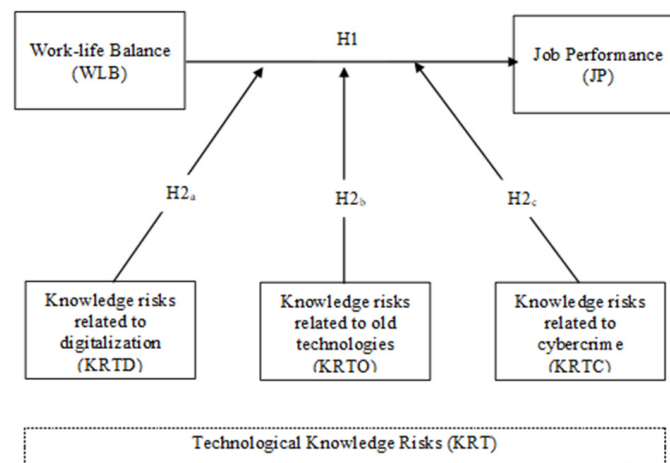 H1
Work-life Balance
(WLB)
Job Performance
(JP)
H2a
H2b
H2c
Knowledge risks
related to
digitalization
(KRTD)
Knowledge risks
related to old
technologies
(KRTO)
Knowledge risks
related to
cybercrime
(KRTC)
Technological Knowledge Risks (KRT)